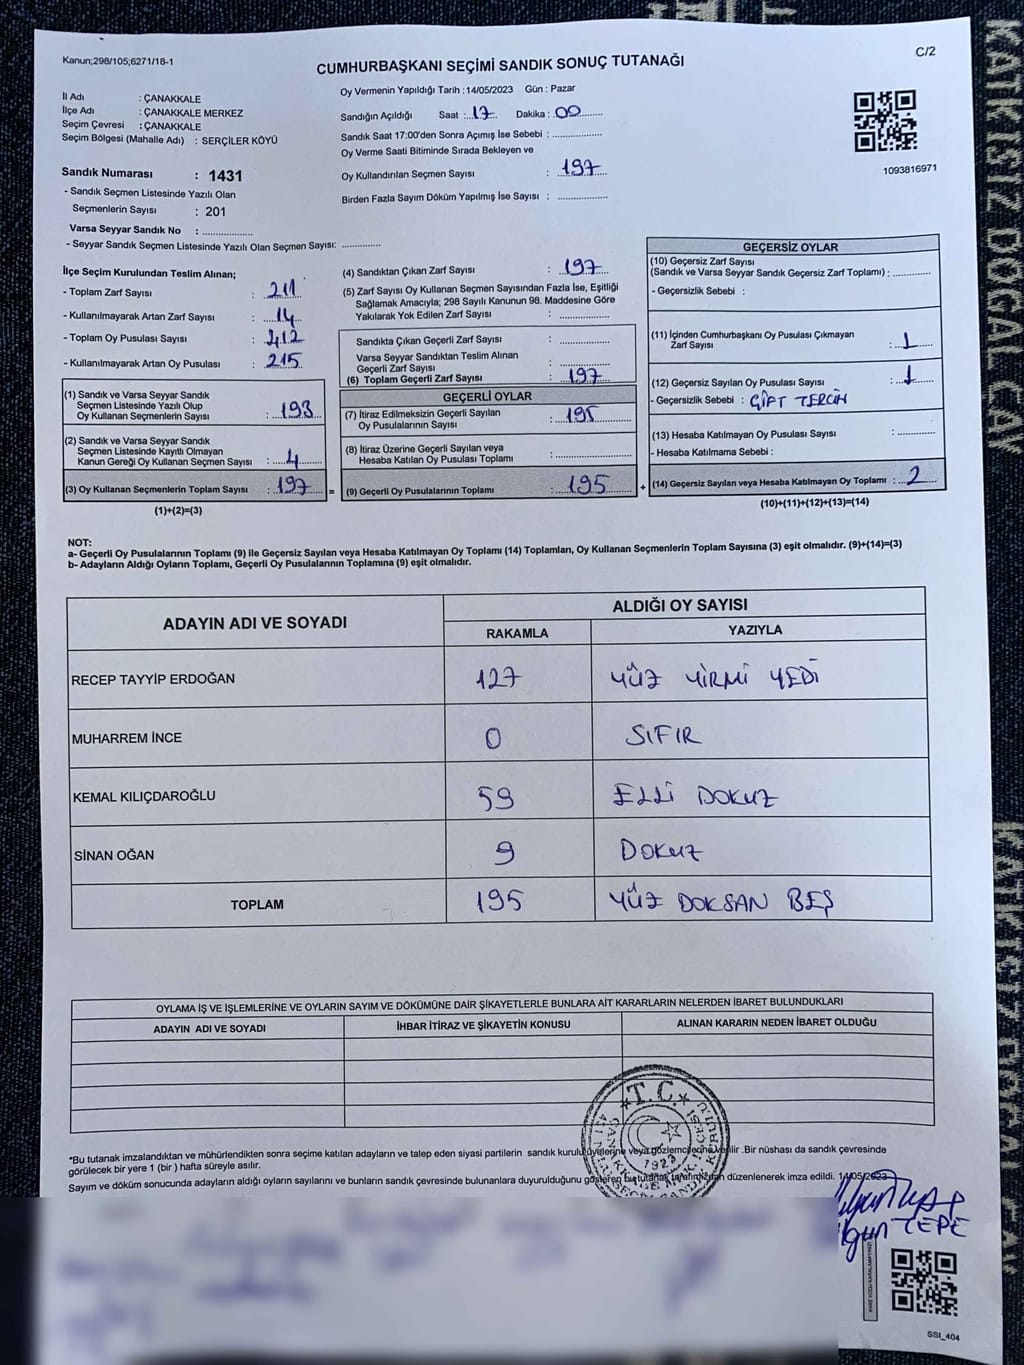 Kanun;298/105;6271/18-1
C/2
CUMHURBAŞKANI SEÇİMİ SANDIK SONUÇ TUTANAĞI
İl Adı : ÇANAKKALE
İlçe Adı : ÇANAKKALE MERKEZ
Seçim Çevresi : ÇANAKKALE
Seçim Bölgesi (Mahalle Adı) : SERÇİLER KÖYÜ
Sandık Numarası : 1431
- Sandık Seçmen Listesinde Yazılı Olan
Seçmenlerin Sayısı : 201
Varsa Seyyar Sandık No : ..............
- Seyyar Sandık Seçmen Listesinde Yazılı Olan Seçmen Sayısı: ............
Oy Vermenin Yapıldığı Tarih :14/05/2023 Gün : Pazar
Sandığın Açıldığı Saat : 17 Dakika : 00
Sandık Saat 17:00'den Sonra Açımış İse Sebebi : ..............
Oy Verme Saati Bitiminde Sırada Bekleyen ve
Oy Kullandırılan Seçmen Sayısı : 197
Birden Fazla Sayım Döküm Yapılmış İse Sayısı : ..............
1093816971
İlçe Seçim Kurulundan Teslim Alınan;
- Toplam Zarf Sayısı : 211
- Kullanılmayarak Artan Zarf Sayısı : 14
- Toplam Oy Pusulası Sayısı : 412
- Kullanılmayarak Artan Oy Pusulası : 215
(1) Sandık ve Varsa Seyyar Sandık
Seçmen Listesinde Yazılı Olup
Oy Kullanan Seçmenlerin Sayısı : 193
(2) Sandık ve Varsa Seyyar Sandık
Seçmen Listesinde Kayıtlı Olmayan
Kanun Gereği Oy Kullanan Seçmen Sayısı : 4
(3) Oy Kullanan Seçmenlerin Toplam Sayısı : 197
(1)+(2)=(3)
=
(4) Sandıktan Çıkan Zarf Sayısı : 197
(5) Zarf Sayısı Oy Kullanan Seçmen Sayısından Fazla İse, Eşitliği
Sağlamak Amacıyla; 298 Sayılı Kanunun 98. Maddesine Göre
Yakılarak Yok Edilen Zarf Sayısı : ..............
Sandıkta Çıkan Geçerli Zarf Sayısı : ..............
Varsa Seyyar Sandıktan Teslim Alınan
Geçerli Zarf Sayısı : ..............
(6) Toplam Geçerli Zarf Sayısı : 197
GEÇERLİ OYLAR
(7) İtiraz Edilmeksizin Geçerli Sayılan
Oy Pusulalarının Sayısı : 195
(8) İtiraz Üzerine Geçerli Sayılan veya
Hesaba Katılan Oy Pusulası Toplamı : ..............
(9) Geçerli Oy Pusulalarının Toplamı : 195
+
GEÇERSİZ OYLAR
(10) Geçersiz Zarf Sayısı
(Sandık ve Varsa Seyyar Sandık Geçersiz Zarf Toplamı) : ............
- Geçersizlik Sebebi :
(11) İçinden Cumhurbaşkanı Oy Pusulası Çıkmayan
Zarf Sayısı : 1
(12) Geçersiz Sayılan Oy Pusulası Sayısı : 1
- Geçersizlik Sebebi : ÇİFT TERCİH
(13) Hesaba Katılmayan Oy Pusulası Sayısı : ............
- Hesaba Katılmama Sebebi :
(14) Geçersiz Sayılan veya Hesaba Katılmayan Oy Toplamı : 2
(10)+(11)+(12)+(13)=(14)
NOT:
a- Geçerli Oy Pusulalarının Toplamı (9) ile Geçersiz Sayılan veya Hesaba Katılmayan Oy Toplamı (14) Toplamları, Oy Kullanan Seçmenlerin Toplam Sayısına (3) eşit olmalıdır. (9)+(14)=(3)
b- Adayların Aldığı Oyların Toplamı, Geçerli Oy Pusulalarının Toplamına (9) eşit olmalıdır.
ADAYIN ADI VE SOYADI
ALDIĞI OY SAYISI
RAKAMLA YAZIYLA
RECEP TAYYİP ERDOĞAN 127 YÜZ YİRMİ YEDİ
MUHARREM İNCE 0 SIFIR
KEMAL KILIÇDAROĞLU 59 ELLİ DOKUZ
SİNAN OĞAN 9 DOKUZ
TOPLAM 195 YÜZ DOKSAN BEŞ
OYLAMA İŞ VE İŞLEMLERİNE VE OYLARIN SAYIM VE DÖKÜMÜNE DAİR ŞİKAYETLERLE BUNLARA AİT KARARLARIN NELERDEN İBARET BULUNDUKLARI
ADAYIN ADI VE SOYADI İHBAR İTİRAZ VE ŞİKAYETİN KONUSU ALINAN KARARIN NEDEN İBARET OLDUĞU
*T.C.*
1923
*Bu tutanak imzalandıktan ve mühürlendikten sonra seçime katılan adayların ve talep eden siyasi partilerin sandık kurulu üyelerine veya gözlemcilerine verilir .Bir nüshası da sandık çevresinde
görülecek bir yere 1 (bir ) hafta süreyle asılır.
Sayım ve döküm sonucunda adayların aldığı oyların sayılarını ve bunların sandık çevresinde bulunanlara duyurulduğunu gösteren bu tutanak tarafımızdan düzenlenerek imza edildi. 14/05/2023
TEPE
SSI_404
KATIKSIZ DOĞAL ÇAY